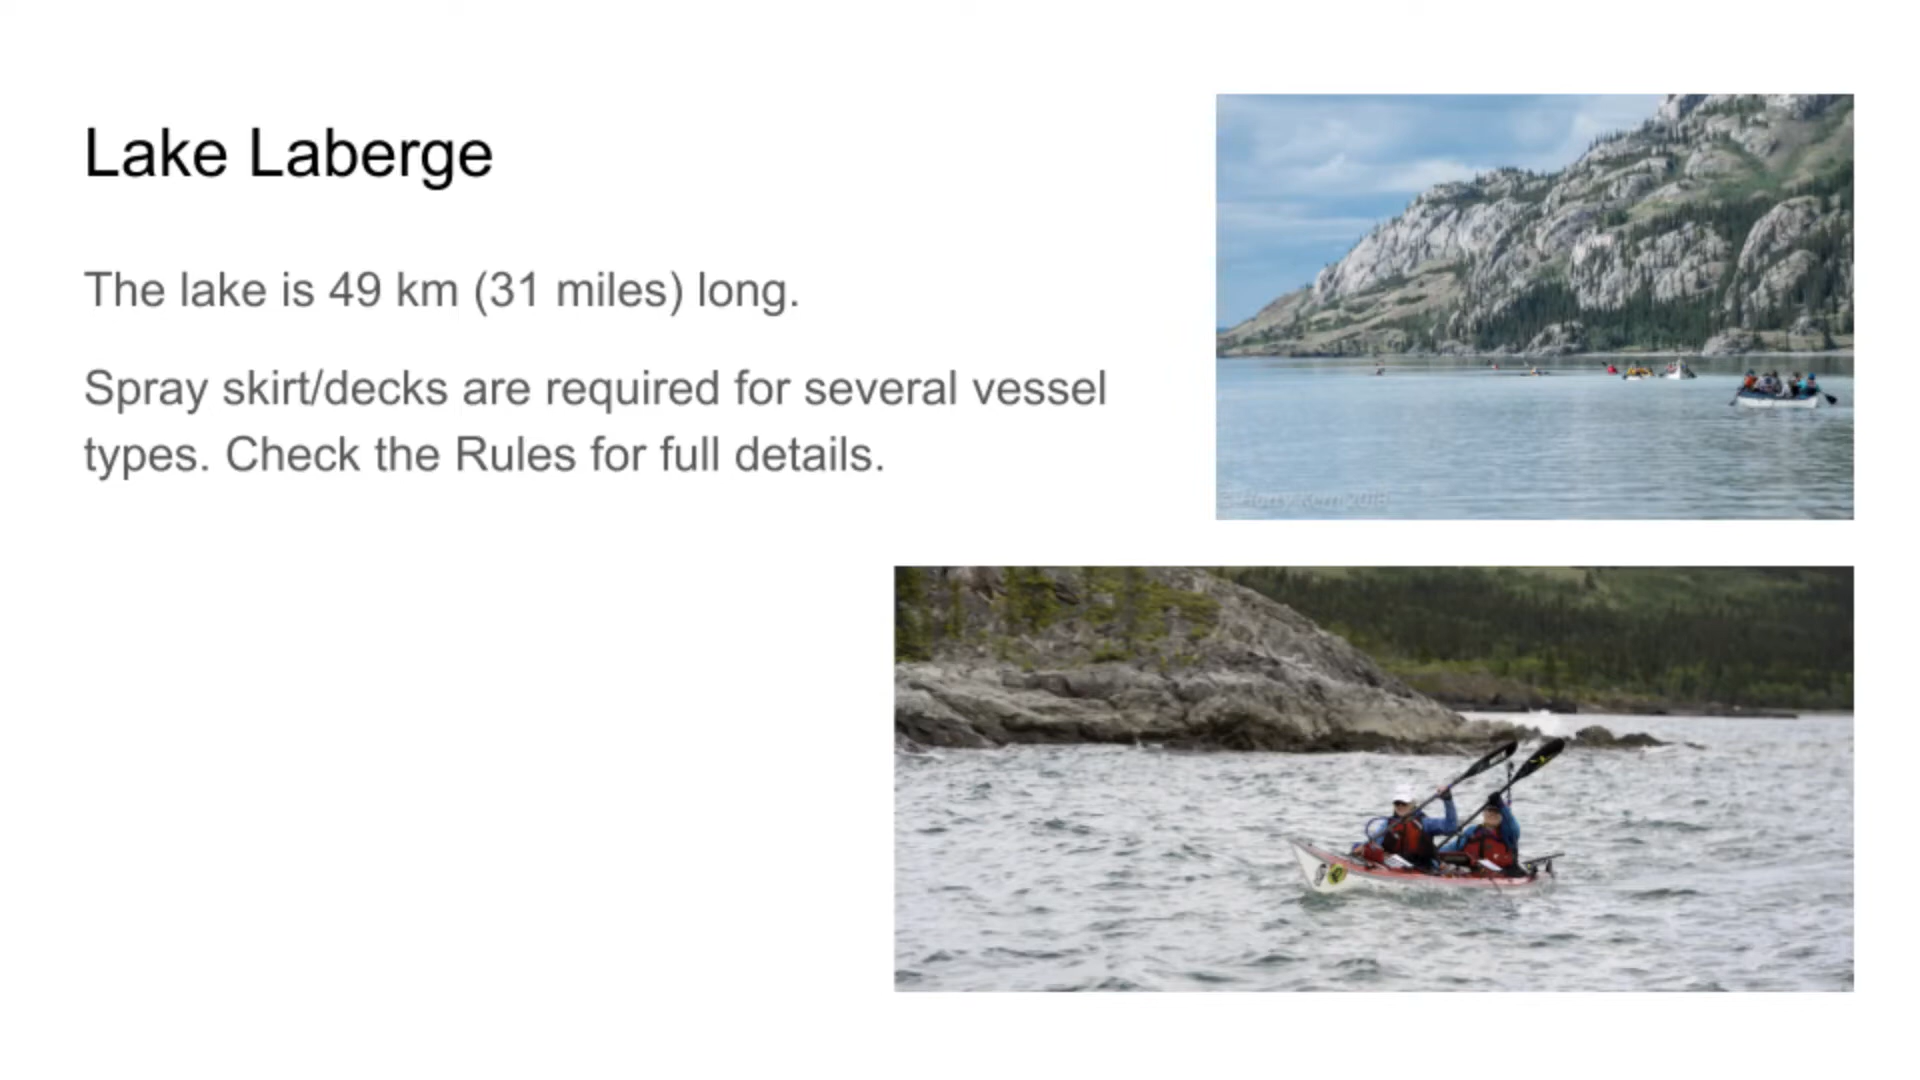 Lake Laberge
The lake is 49 km (31 miles) long.
Spray skirt/decks are required for several vessel
types. Check the Rules for full details.